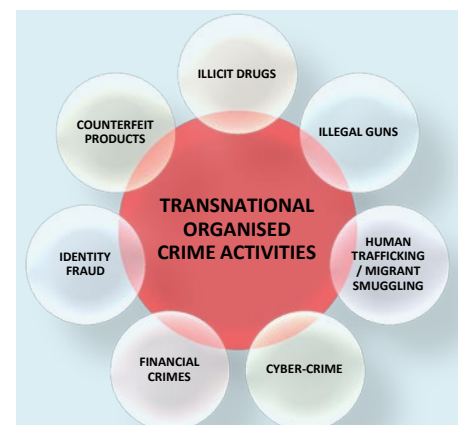 ILLICIT DRUGS
COUNTERFEIT
PRODUCTS
ILLEGAL GUNS
TRANSNATIONAL
ORGANISED
CRIME ACTIVITIES
IDENTITY
FRAUD
HUMAN
TRAFFICKING
/ MIGRANT
SMUGGLING
FINANCIAL
CRIMES
CYBER-CRIME